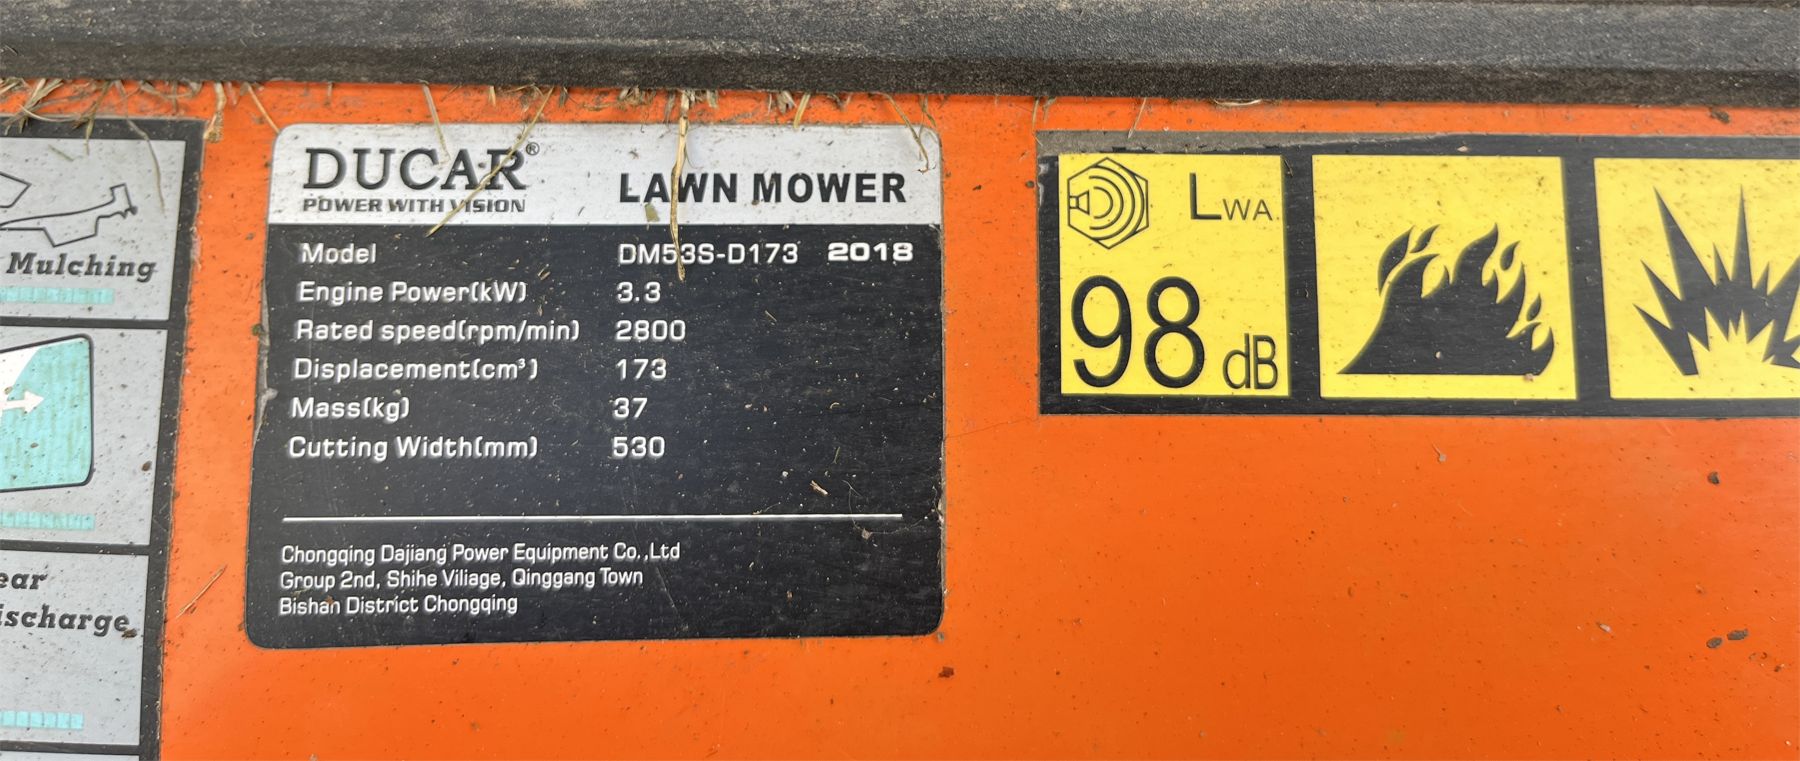 Mulching
ear
ischarge
DUCAR®
POWER WITH VISION
LAWN MOWER
Model DM53S-D173 2018
Engine Power(kW) 3.3
Rated speed(rpm/min) 2800
Displacement(cm³) 173
Mass(kg) 37
Cutting Width(mm) 530
Chongqing Dajiang Power Equipment Co.,Ltd
Group 2nd, Shihe Viliage, Qinggang Town
Bishan District Chongqing
LWA
98 dB